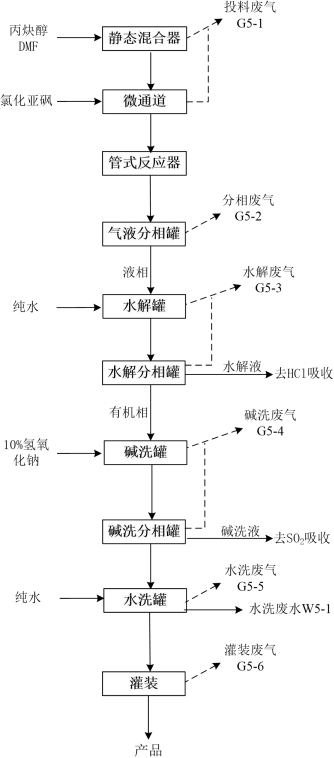 丙炔醇
DMF
静态混合器
投料废气
G5-1
氯化亚砜
微通道
管式反应器
气液分相罐
分相废气
G5-2
液相
纯水
水解罐
水解废气
G5-3
水解分相罐
水解液
去HCl吸收
有机相
10%氢氧
化钠
碱洗罐
碱洗废气
G5-4
碱洗分相罐
碱洗液
去SO₂吸收
纯水
水洗罐
水洗废气
G5-5
水洗废水W5-1
灌装
灌装废气
G5-6
产品